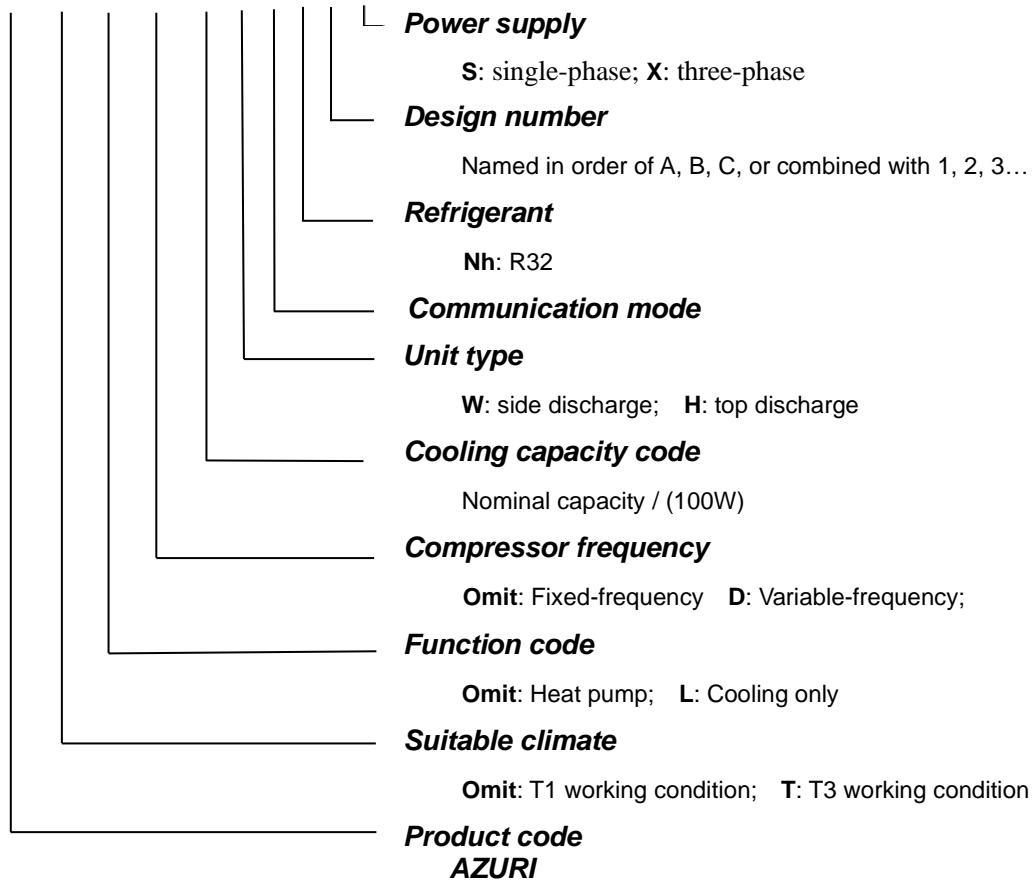 Power supply
S: single-phase; X: three-phase
Design number
Named in order of A, B, C, or combined with 1, 2, 3…
Refrigerant
Nh: R32
Communication mode
Unit type
W: side discharge; H: top discharge
Cooling capacity code
Nominal capacity / (100W)
Compressor frequency
Omit: Fixed-frequency D: Variable-frequency;
Function code
Omit: Heat pump; L: Cooling only
Suitable climate
Omit: T1 working condition; T: T3 working condition
Product code
AZURI